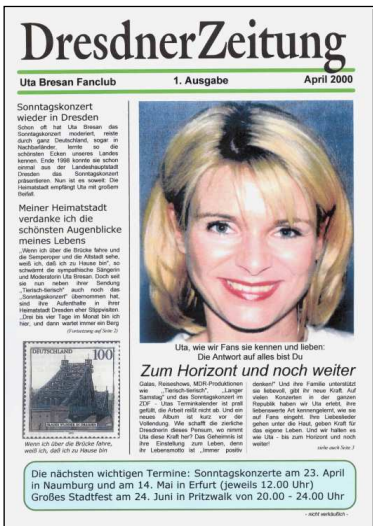 Dresdner Zeitung
Uta Bresan Fanclub 1. Ausgabe April 2000
Sonntagskonzert
wieder in Dresden
Schon oft hat Uta Bresan das
Sonntagskonzert moderiert, reiste
durch ganz Deutschland, sogar in
Nachbarländer, lernte so die
schönsten Ecken unseres Landes
kennen. Ende 1998 konnte sie schon
einmal aus der Landeshauptstadt
Dresden das Sonntagskonzert
präsentieren. Nun ist es soweit: Die
Heimatstadt empfängt Uta mit großem
Beifall.
Meiner Heimatstadt
verdanke ich die
schönsten Augenblicke
meines Lebens
„Wenn ich über die Brücke fahre und
die Semperoper und die Altstadt sehe,
weiß ich, daß ich zu Hause bin", so
schwärmt die sympathische Sängerin
und Moderatorin Uta Bresan. Doch seit
sie nun neben ihrer Sendung
„Tierisch-tierisch" auch noch das
„Sonntagskonzert" übernommen hat,
sind ihre Aufenthalte in ihrer
Heimatstadt Dresden eher Stippvisiten.
„Drei bis vier Tage im Monat bin ich
hier, und dann wartet immer ein Berg
(Fortsetzung auf Seite 2)
DEUTSCHLAND 100
Wenn ich über die Brücke fahre,
weiß ich, daß ich zu Hause bin
Uta, wie wir Fans sie kennen und lieben:
Die Antwort auf alles bist Du
Zum Horizont und noch weiter
Galas, Reiseshows, MDR-Produktionen
wie „Tierisch-tierisch", „Langer
Samstag" und das Sonntagskonzert im
ZDF - Utas Terminkalender ist prall
gefüllt, die Arbeit reißt nicht ab. Und ein
neues Album ist kurz vor der
Vollendung. Wie schafft die zierliche
Dresdnerin dieses Pensum, wo nimmt
Uta diese Kraft her? Das Geheimnis ist
ihre Einstellung zum Leben, denn
ihr Lebensmotto ist „Immer positiv
denken!" Und ihre Familie unterstützt
sie liebevoll, gibt ihr neue Kraft. Auf
vielen Konzerten in der ganzen
Republik haben wir Uta erlebt, ihre
liebenswerte Art kennengelernt, wie sie
auf Fans eingeht. Ihre Liebeslieder
gehen unter die Haut, geben Kraft für
das eigene Leben. Und wir halten es
wie Uta - bis zum Horizont und noch
weiter!
siehe auch Seite 3
Die nächsten wichtigen Termine: Sonntagskonzerte am 23. April
in Naumburg und am 14. Mai in Erfurt (jeweils 12.00 Uhr)
Großes Stadtfest am 24. Juni in Pritzwalk von 20.00 - 24.00 Uhr
- nicht verkäuflich -